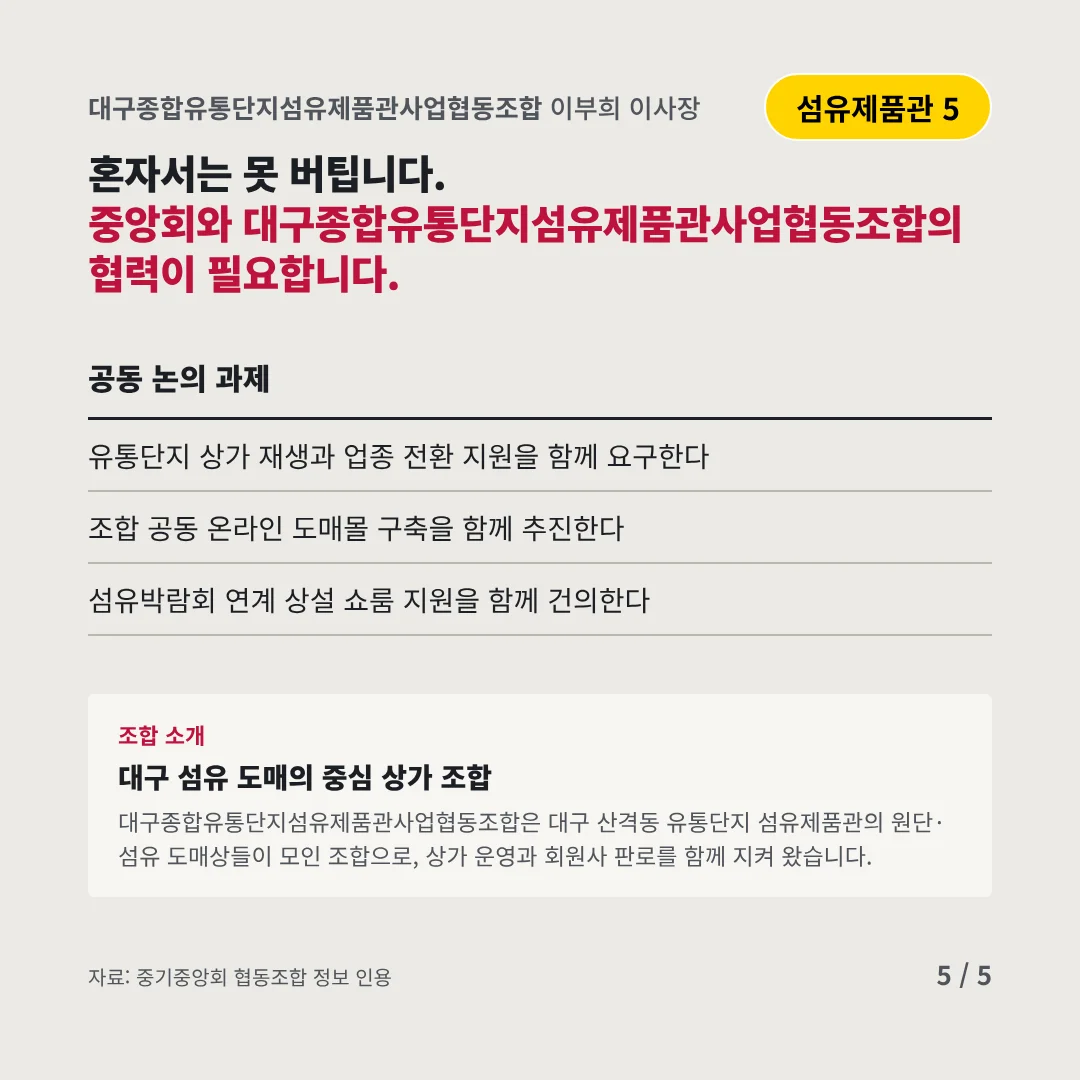 대구종합유통단지섬유제품관사업협동조합 이부희 이사장
섬유제품관 5
혼자서는 못 버팁니다.
중앙회와 대구종합유통단지섬유제품관사업협동조합의
협력이 필요합니다.
공동 논의 과제
유통단지 상가 재생과 업종 전환 지원을 함께 요구한다
조합 공동 온라인 도매몰 구축을 함께 추진한다
섬유박람회 연계 상설 쇼룸 지원을 함께 건의한다
조합 소개
대구 섬유 도매의 중심 상가 조합
대구종합유통단지섬유제품관사업협동조합은 대구 산격동 유통단지 섬유제품관의 원단·
섬유 도매상들이 모인 조합으로, 상가 운영과 회원사 판로를 함께 지켜 왔습니다.
자료: 중기중앙회 협동조합 정보 인용
5 / 5